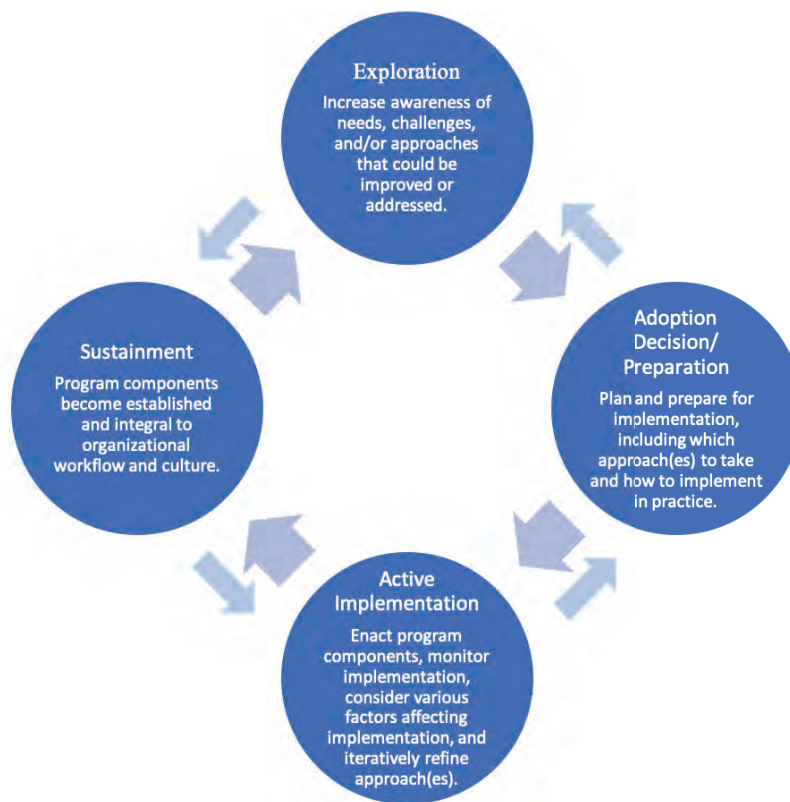 Exploration
Increase awareness of
needs, challenges,
and/or approaches
that could be
improved or
addressed.
Adoption
Decision/
Preparation
Plan and prepare for
implementation,
including which
approach(es) to take
and how to implement
in practice.
Active
Implementation
Enact program
components, monitor
implementation,
consider various
factors affecting
implementation, and
iteratively refine
approach(es).
Sustainment
Program components
become established
and integral to
organizational
workflow and culture.